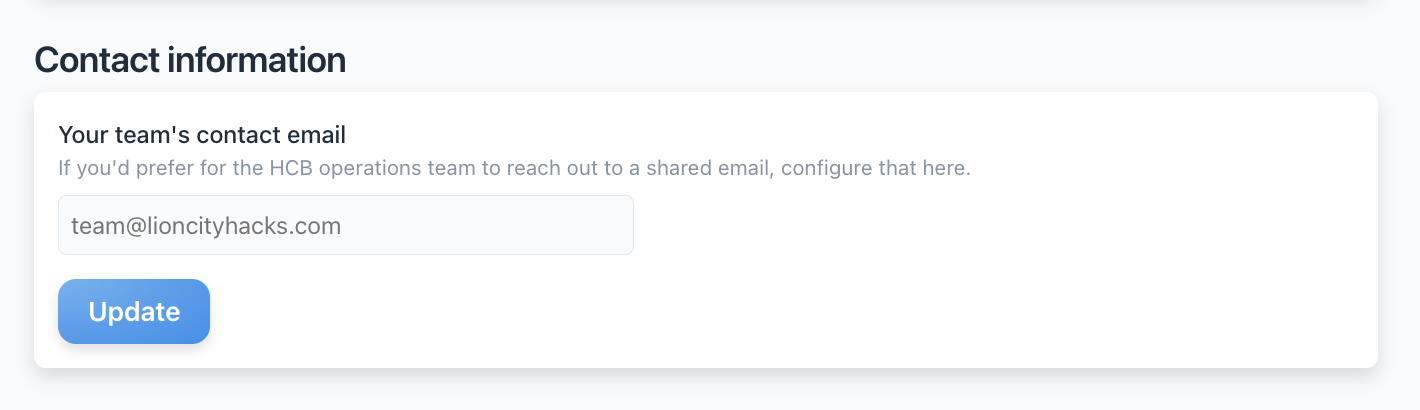 Contact information
Your team's contact email
If you'd prefer for the HCB operations team to reach out to a shared email, configure that here.
team@lioncityhacks.com
Update